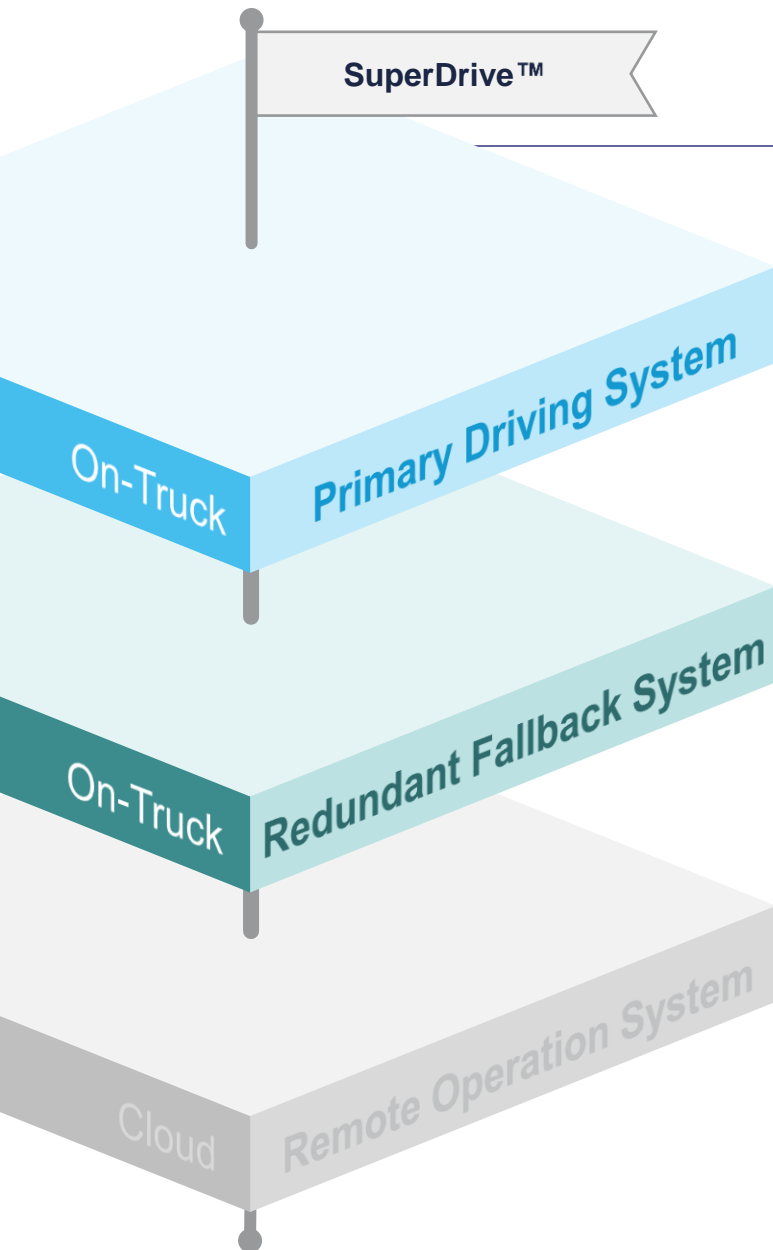 SuperDrive™
On-Truck
Primary Driving System
On-Truck
Redundant Fallback System
Cloud
Remote Operation System